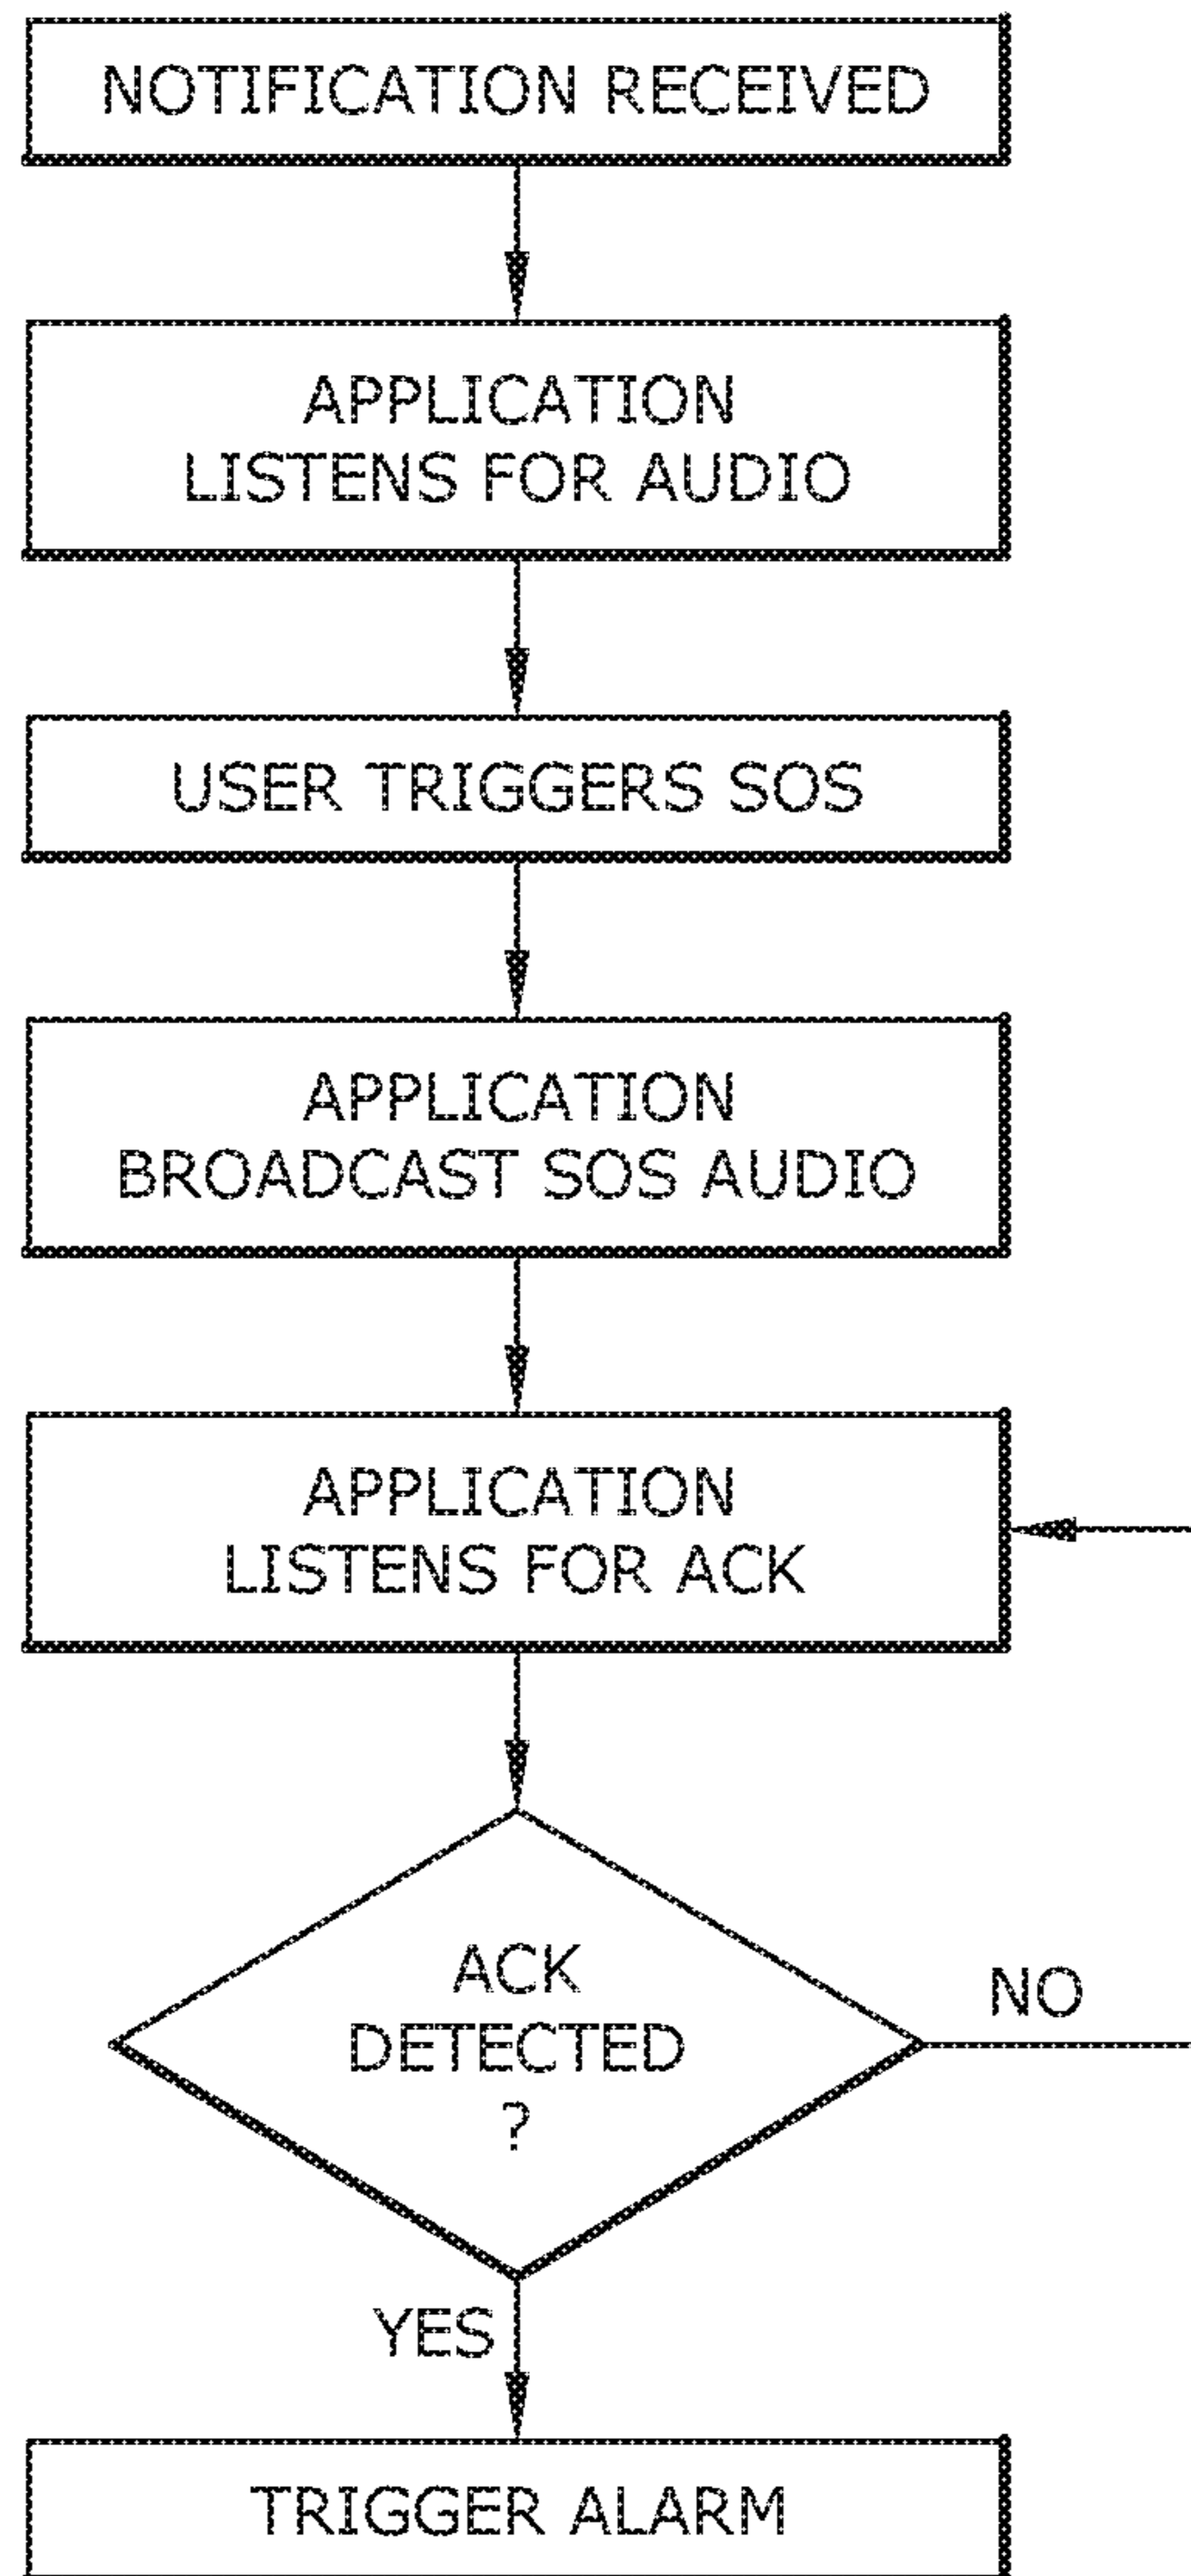 NOTIFICATION RECEIVED
APPLICATION
LISTENS FOR AUDIO
USER TRIGGERS SOS
APPLICATION
BROADCAST SOS AUDIO
APPLICATION
LISTENS FOR ACK
ACK
DETECTED
?
NO
YES
TRIGGER ALARM